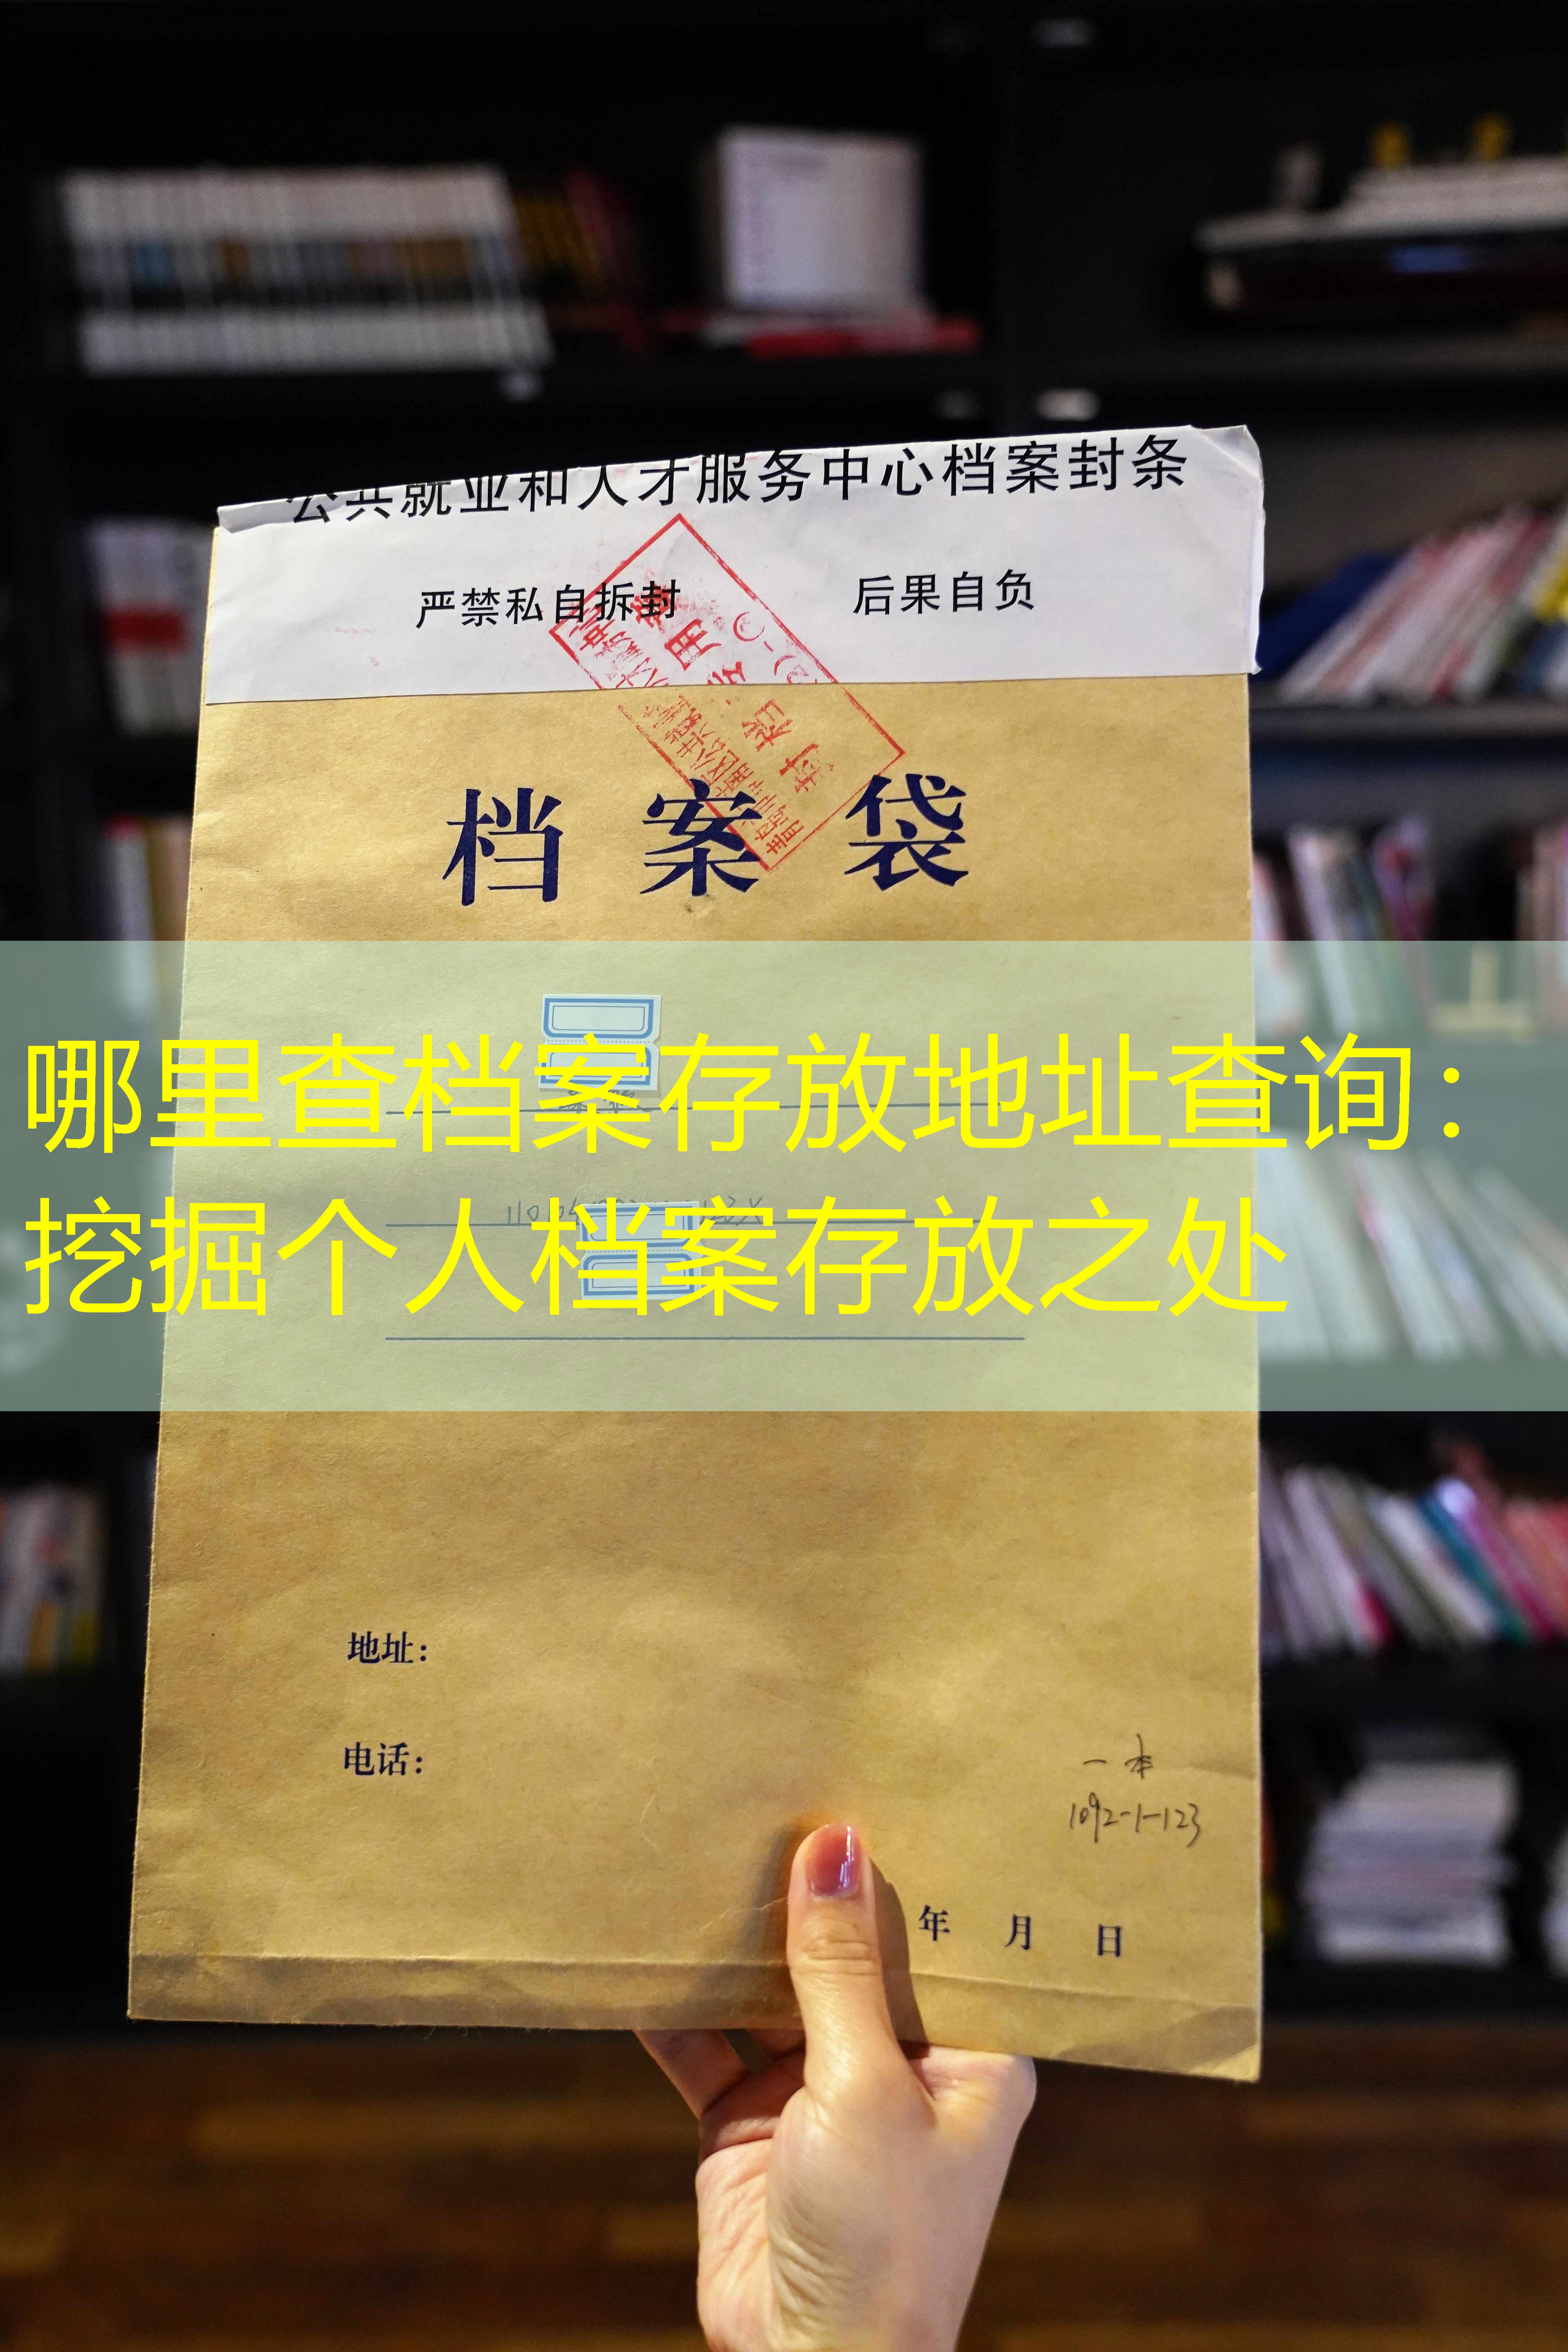 公共就业和人才服务中心档案封条
严禁私自拆封 后果自负
档案袋
哪里查档案存放地址查询：
挖掘个人档案存放之处
地址：
电话：
一本
1092-1-123
年 月 日